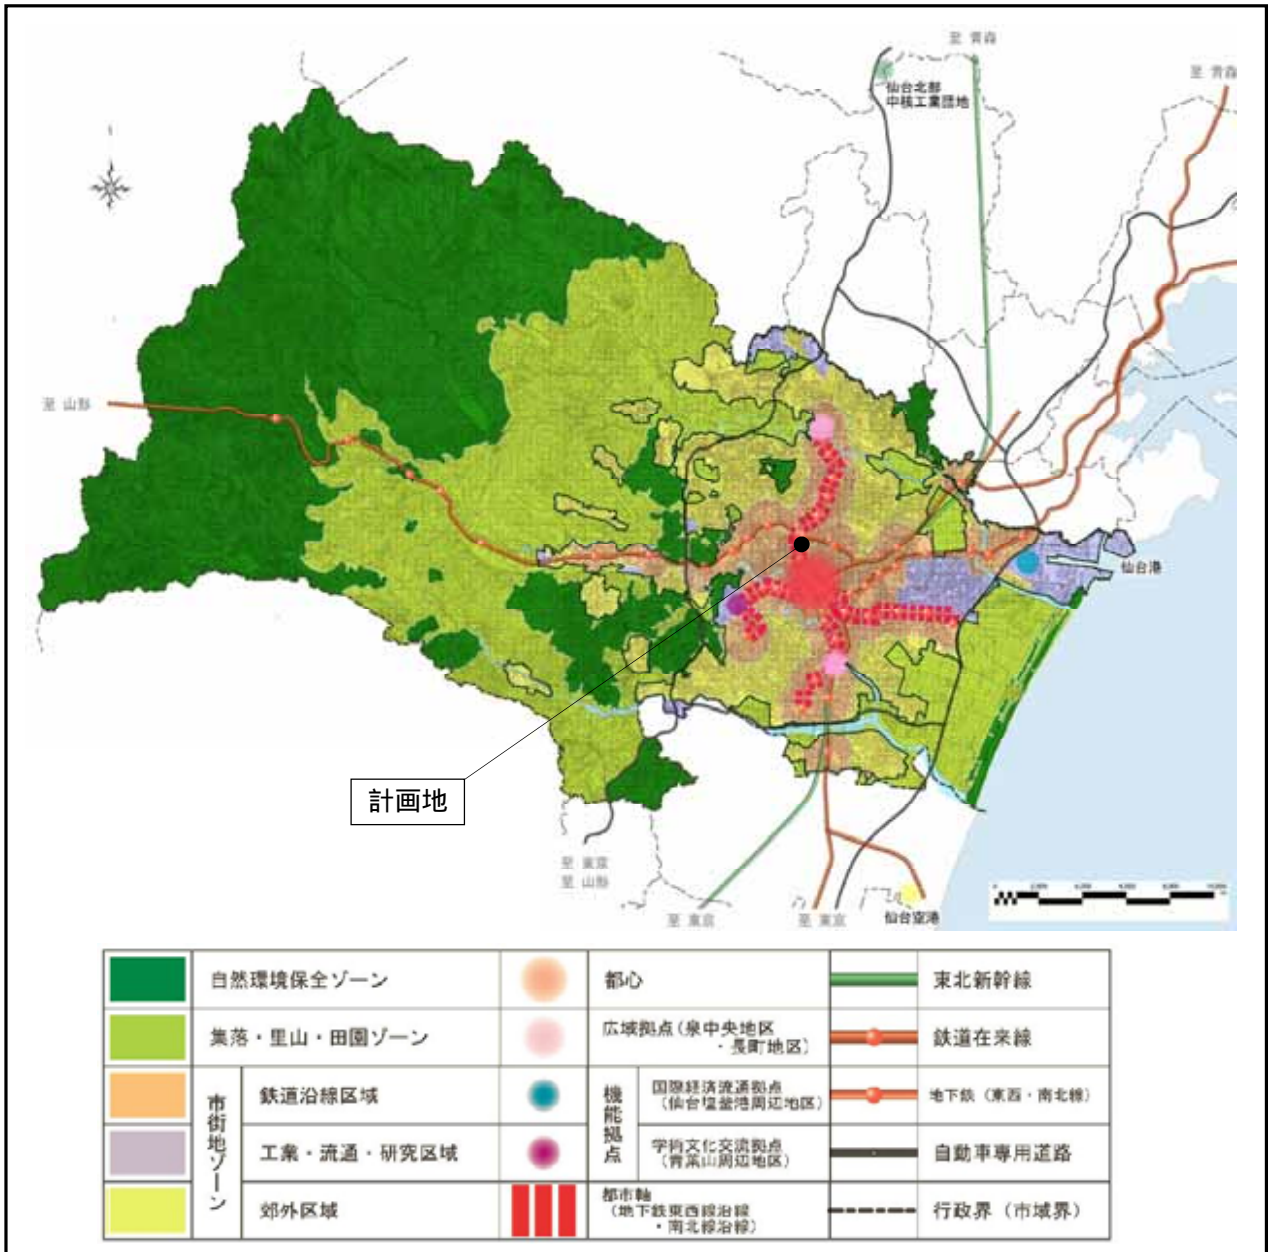 至 青森
至 青森
仙台北部
中核工業団地
至 山形
仙台港
計画地
至 東京
至 山形
至 東京
至 東京
仙台空港
自然環境保全ゾーン
都心
東北新幹線
集落・里山・田園ゾーン
広域拠点（泉中央地区
・長町地区）
鉄道在来線
市街地ゾーン
鉄道沿線区域
機能拠点
国際経済流通拠点
（仙台塩釜港周辺地区）
地下鉄（東西・南北線）
工業・流通・研究区域
学術文化交流拠点
（青葉山周辺地区）
自動車専用道路
郊外区域
都市軸
（地下鉄東西線沿線
・南北線沿線）
行政界（市域界）